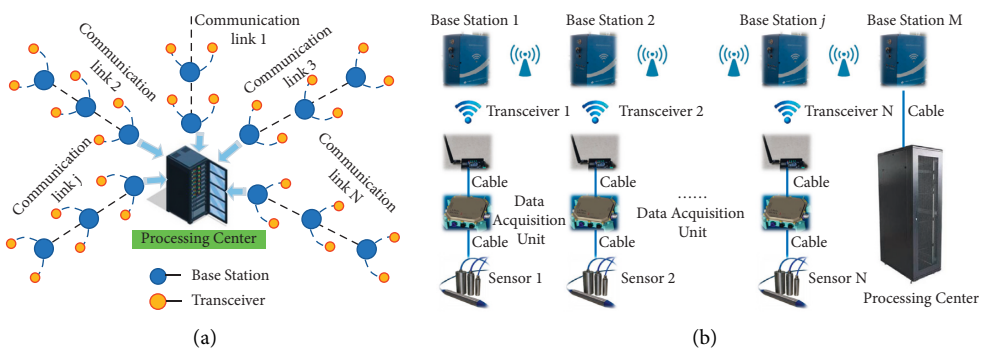 (a)
Communication
link 1
Communication
link 2
Communication
link 3
Communication
link j
Communication
link N
Processing Center
Base Station
Transceiver
(a)
(b)
Base Station 1
Base Station 2
Base Station j
Base Station M
Transceiver 1
Transceiver 2
Transceiver N
Cable
Cable
Cable
Cable
Data
Acquisition
Unit
......
Data Acquisition
Unit
Cable
Cable
Cable
Sensor 1
Sensor 2
Sensor N
Processing Center
(b)